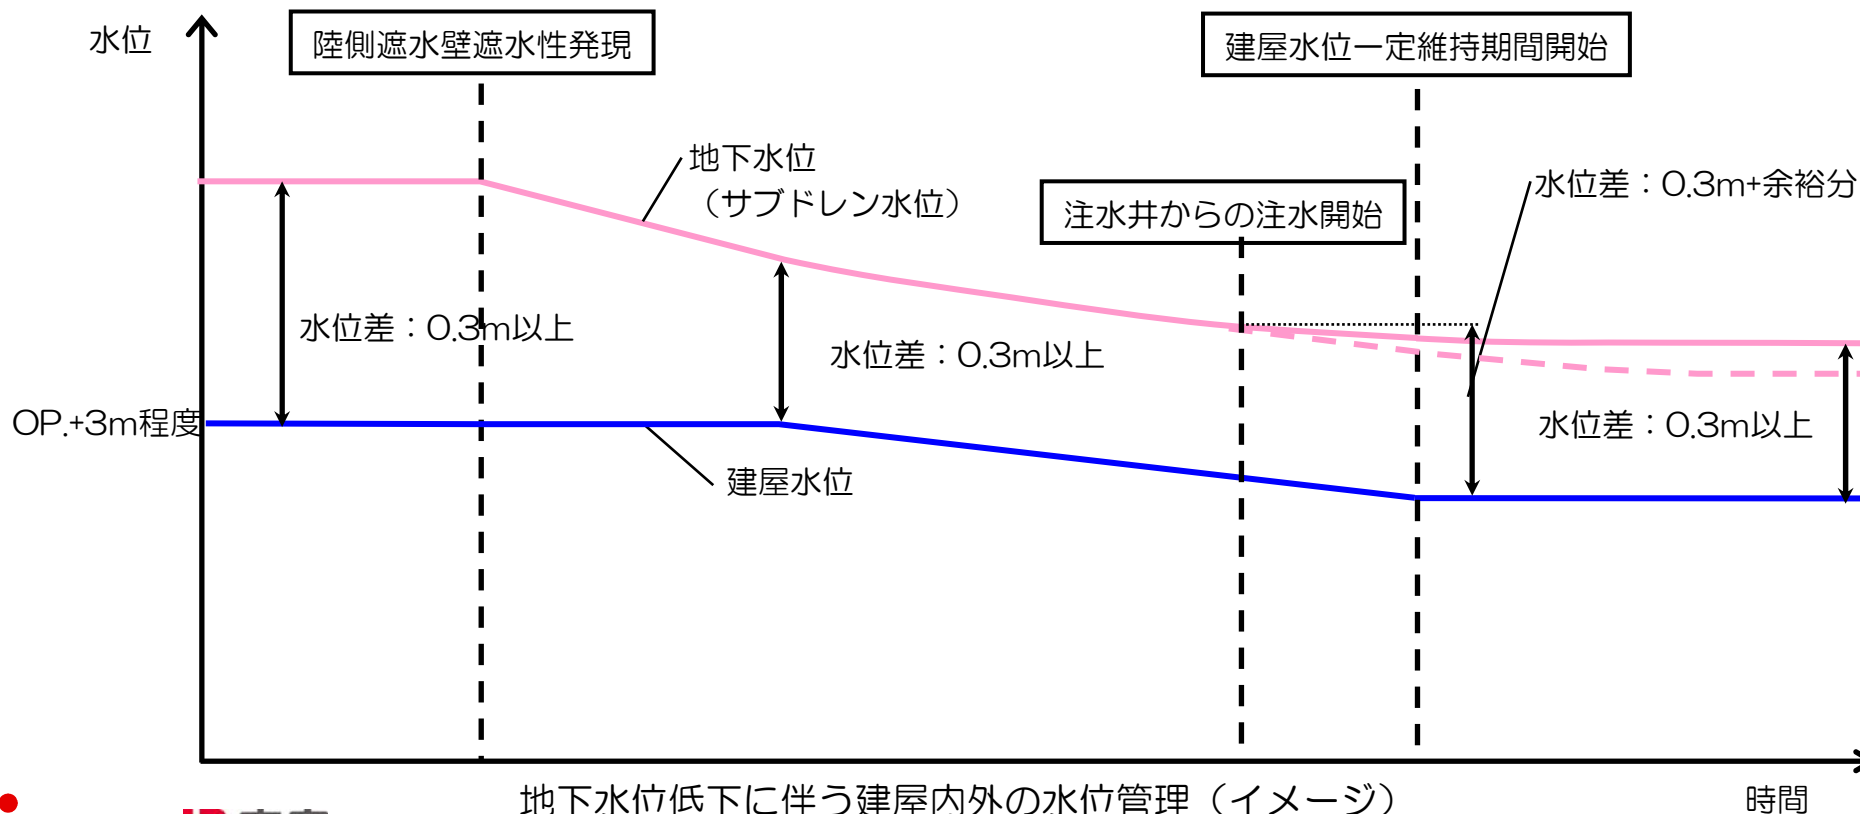 水位
陸側遮水壁遮水性発現
建屋水位一定維持期間開始
地下水位
（サブドレン水位）
注水井からの注水開始
水位差：0.3m+余裕分
水位差：0.3m以上
水位差：0.3m以上
OP.+3m程度
水位差：0.3m以上
建屋水位
地下水位低下に伴う建屋内外の水位管理（イメージ）
時間